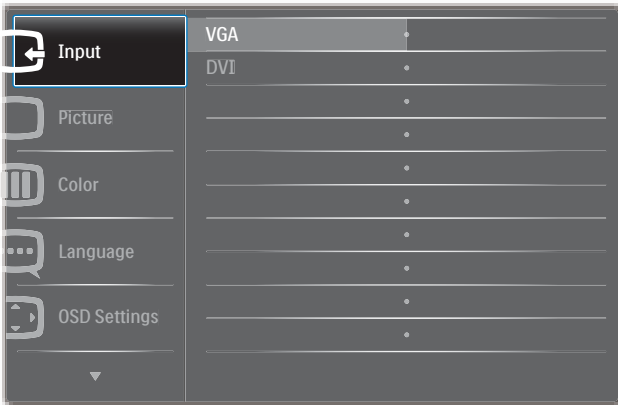 Input
VGA
DVI
Picture
Color
Language
OSD Settings